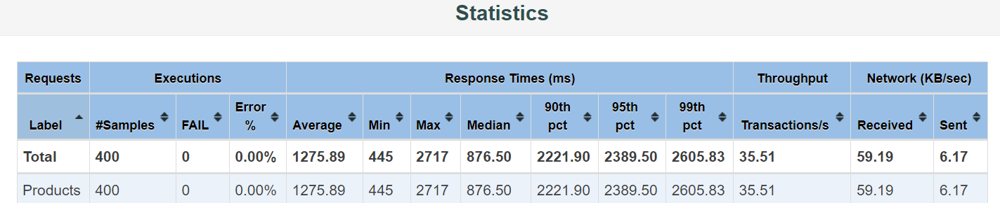 Statistics
Requests Executions Response Times (ms) Throughput Network (KB/sec)
Label #Samples FAIL Error % Average Min Max Median 90th pct 95th pct 99th pct Transactions/s Received Sent
Total 400 0 0.00% 1275.89 445 2717 876.50 2221.90 2389.50 2605.83 35.51 59.19 6.17
Products 400 0 0.00% 1275.89 445 2717 876.50 2221.90 2389.50 2605.83 35.51 59.19 6.17